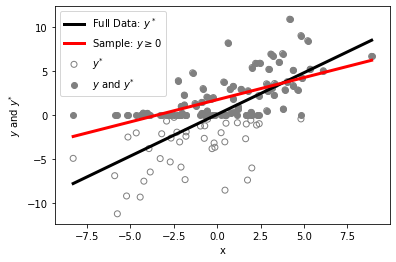 Full Data: y*
Sample: y ≥ 0
y*
y and y*
y and y*
10
5
0
−5
−10
−7.5
−5.0
−2.5
0.0
2.5
5.0
7.5
x